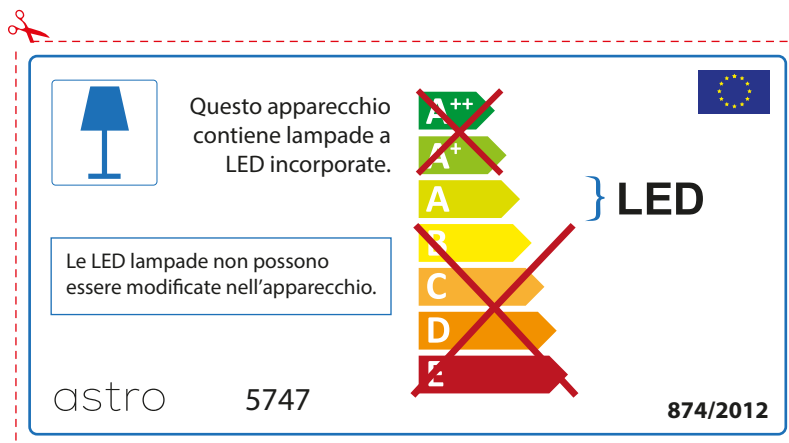 Questo apparecchio
contiene lampade a
LED incorporate.
Le LED lampade non possono
essere modificate nell'apparecchio.
A++
A+
A
B
C
D
E
LED
astro
5747
874/2012